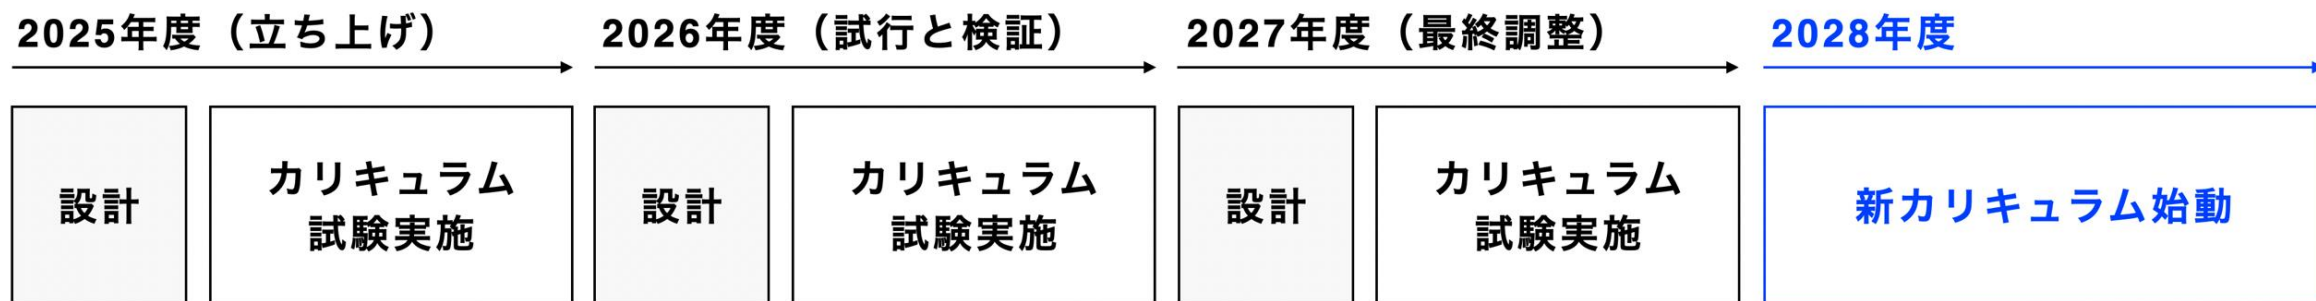 2025年度（立ち上げ）
2026年度（試行と検証）
2027年度（最終調整）
2028年度
設計
カリキュラム
試験実施
設計
カリキュラム
試験実施
設計
カリキュラム
試験実施
新カリキュラム始動